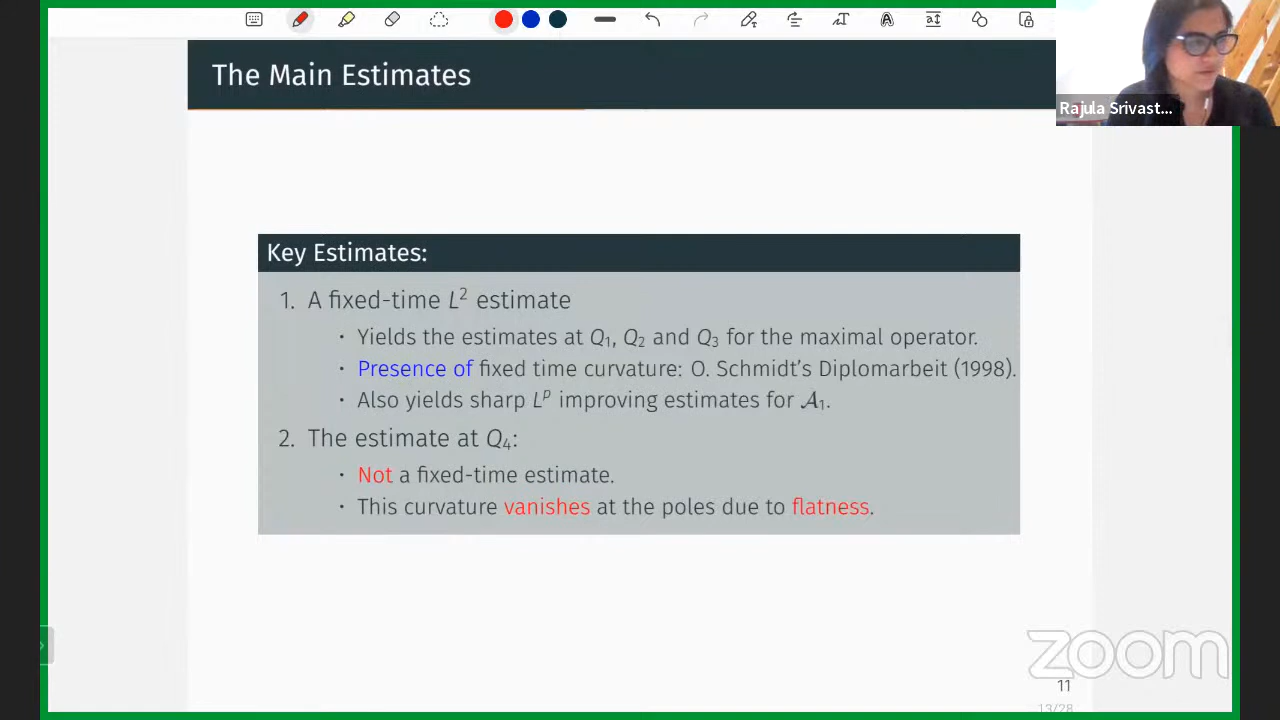 The Main Estimates
Rajula Srivast...
Key Estimates:
1. A fixed-time L² estimate
· Yields the estimates at Q₁, Q₂ and Q₃ for the maximal operator.
· Presence of fixed time curvature: O. Schmidt's Diplomarbeit (1998).
· Also yields sharp Lᵖ improving estimates for 𝒜₁.
2. The estimate at Q₄:
· Not a fixed-time estimate.
· This curvature vanishes at the poles due to flatness.
zoom
11
13/28